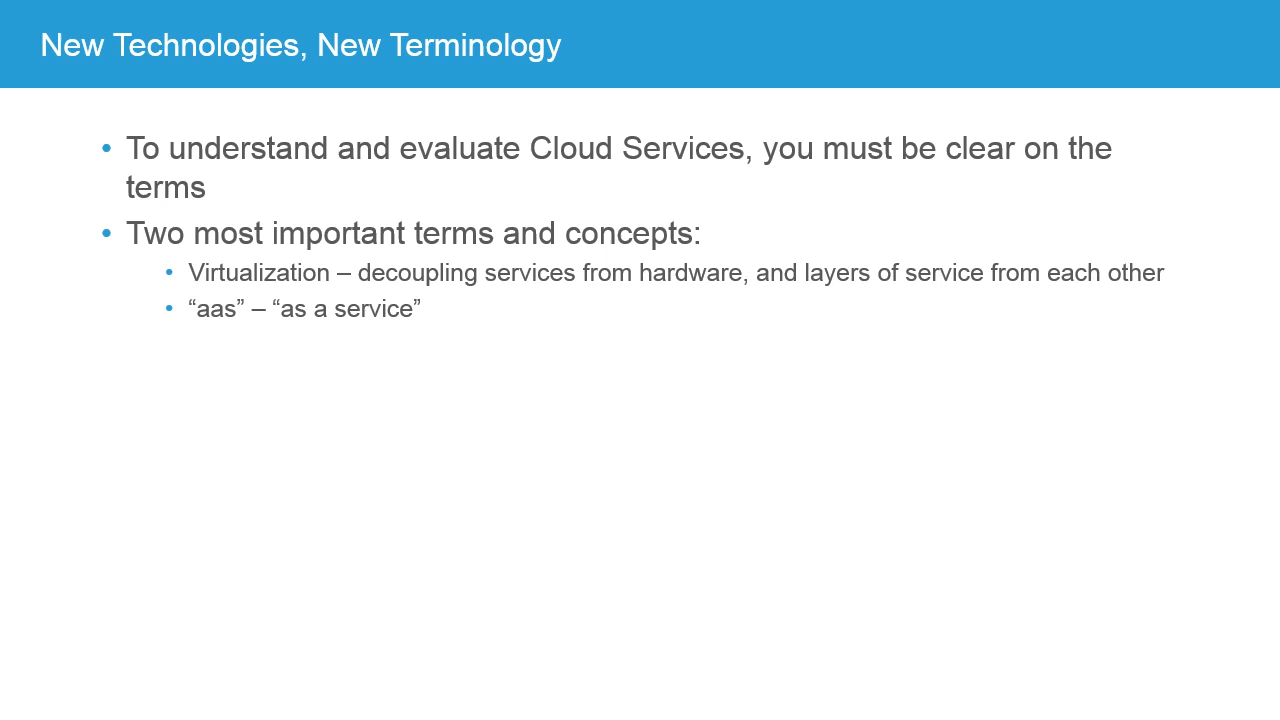 New Technologies, New Terminology
• To understand and evaluate Cloud Services, you must be clear on the
terms
• Two most important terms and concepts:
• Virtualization – decoupling services from hardware, and layers of service from each other
• “aas” – “as a service”